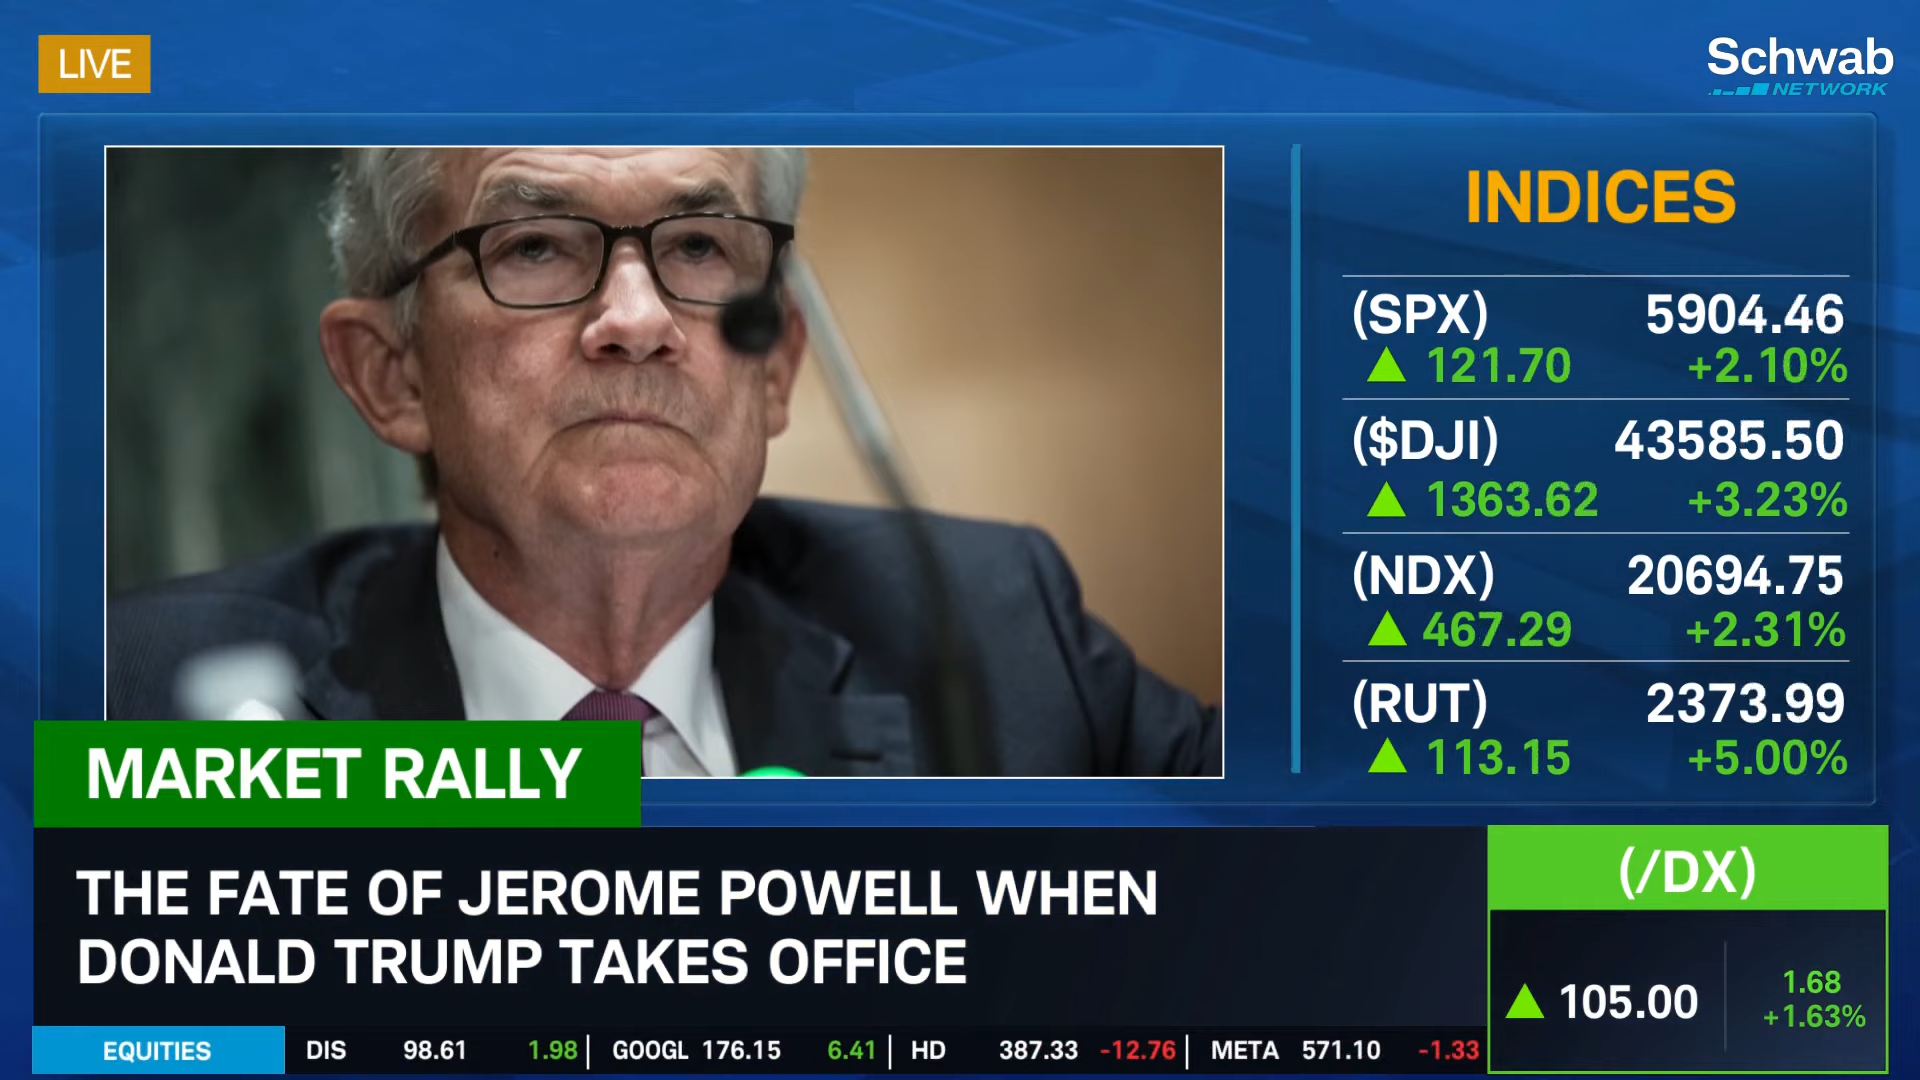 LIVE
Schwab
NETWORK
INDICES
(SPX) 5904.46
▲ 121.70 +2.10%
($DJI) 43585.50
▲ 1363.62 +3.23%
(NDX) 20694.75
▲ 467.29 +2.31%
(RUT) 2373.99
▲ 113.15 +5.00%
MARKET RALLY
THE FATE OF JEROME POWELL WHEN
DONALD TRUMP TAKES OFFICE
(/DX)
▲ 105.00
1.68
+1.63%
EQUITIES DIS 98.61 1.98 | GOOGL 176.15 6.41 | HD 387.33 -12.76 | META 571.10 -1.33